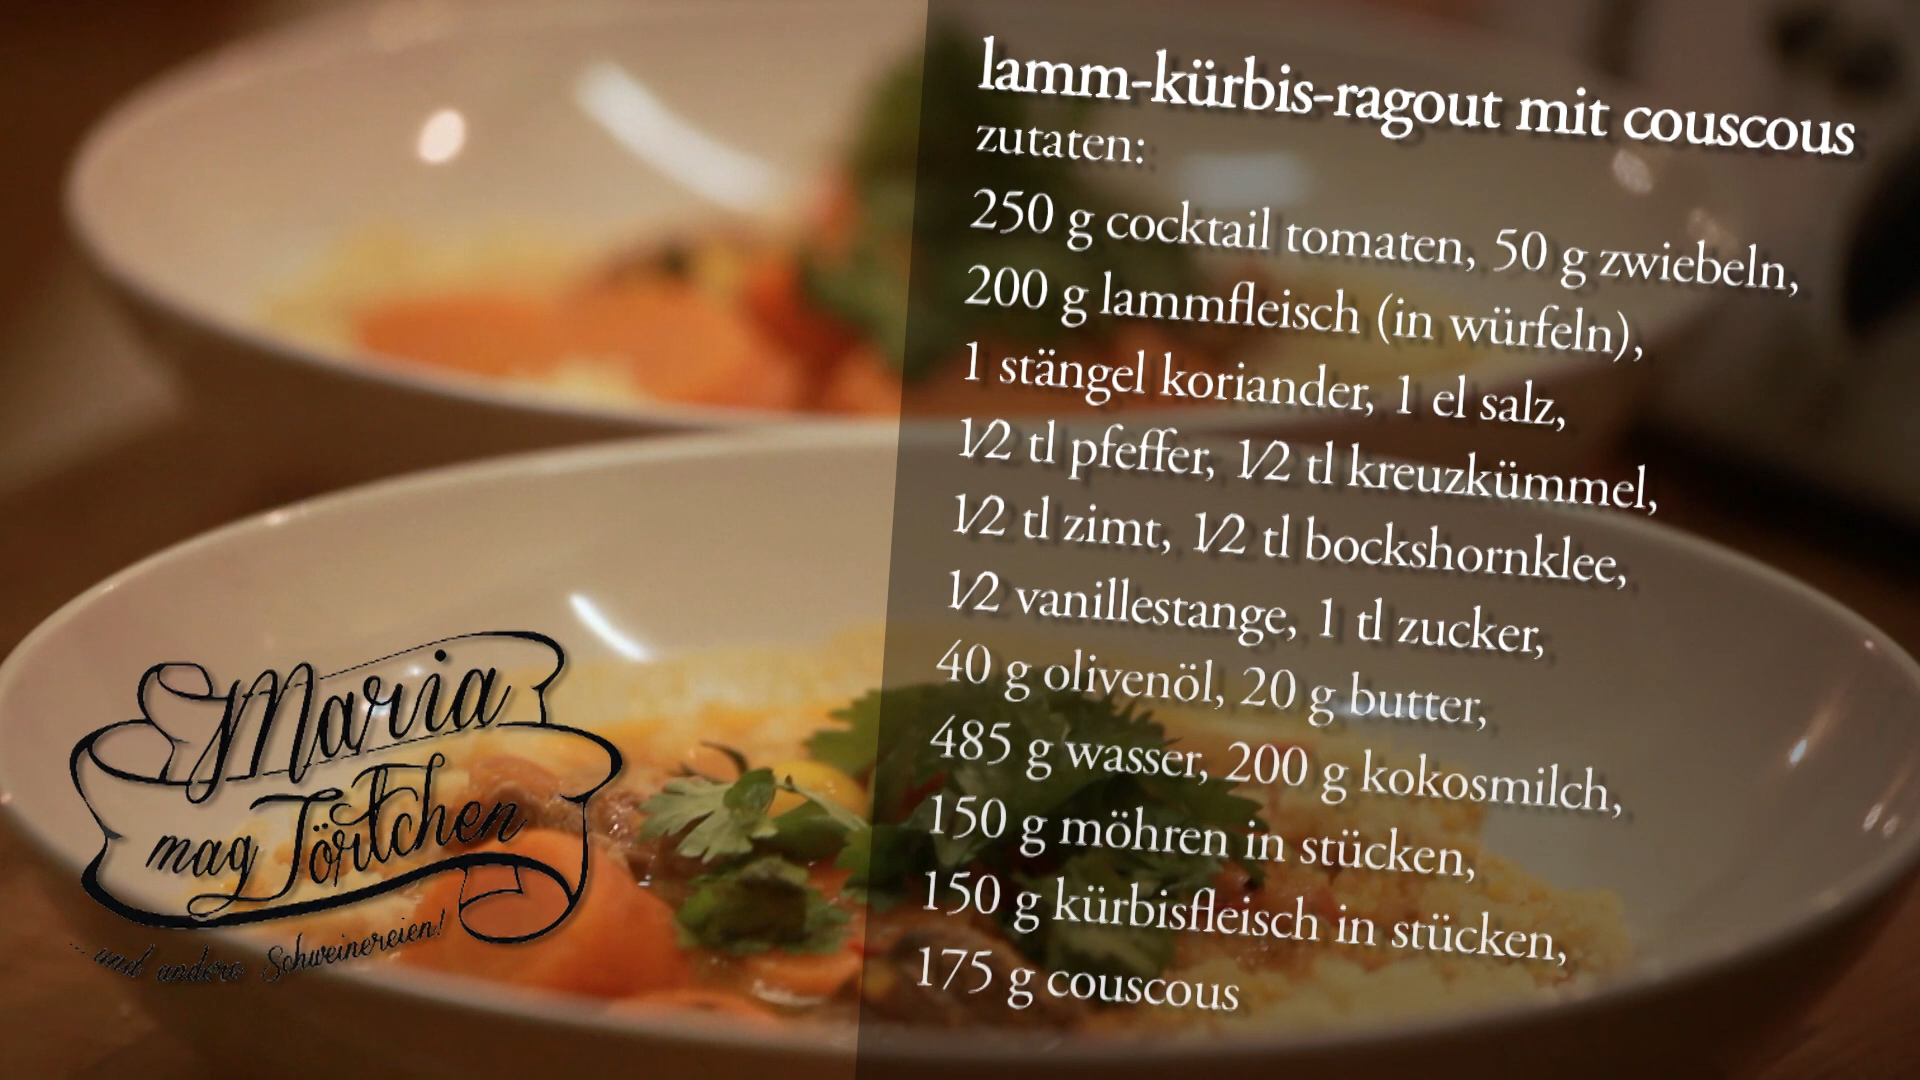 lamm-kürbis-ragout mit couscous
zutaten:
250 g cocktail tomaten, 50 g zwiebeln,
200 g lammfleisch (in würfeln),
1 stängel koriander, 1 el salz,
1/2 tl pfeffer, 1/2 tl kreuzkümmel,
1/2 tl zimt, 1/2 tl bockshornklee,
1/2 vanillestange, 1 tl zucker,
40 g olivenöl, 20 g butter,
485 g wasser, 200 g kokosmilch,
150 g möhren in stücken,
150 g kürbisfleisch in stücken,
175 g couscous
Maria
mag Törtchen
... und andere Schweinereien!